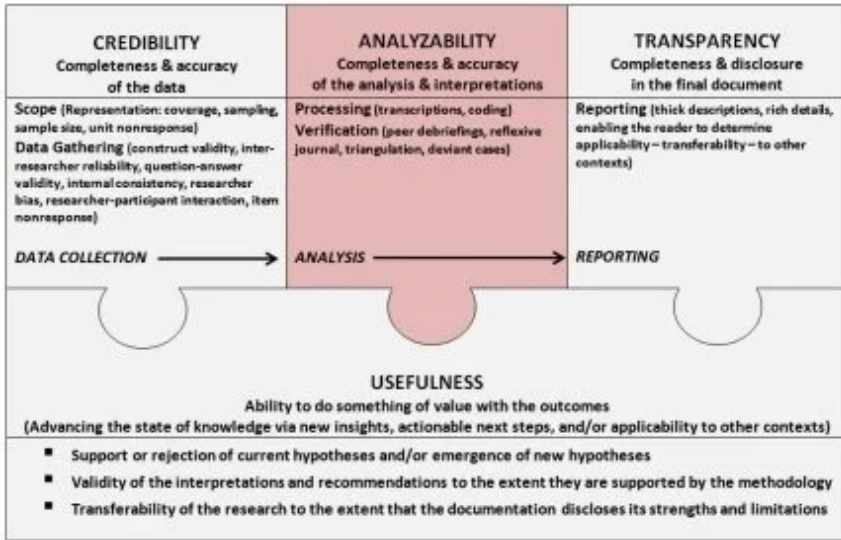 CREDIBILITY
Completeness & accuracy
of the data
Scope (Representation: coverage, sampling,
sample size, unit nonresponse)
Data Gathering (construct validity, inter-
researcher reliability, question-answer
validity, internal consistency, researcher
bias, researcher-participant interaction, item
nonresponse)
DATA COLLECTION
ANALYZABILITY
Completeness & accuracy
of the analysis & interpretations
Processing (transcriptions, coding)
Verification (peer debriefings, reflexive
journal, triangulation, deviant cases)
ANALYSIS
TRANSPARENCY
Completeness & disclosure
in the final document
Reporting (thick descriptions, rich details,
enabling the reader to determine
applicability – transferability – to other
contexts)
REPORTING
USEFULNESS
Ability to do something of value with the outcomes
(Advancing the state of knowledge via new insights, actionable next steps, and/or applicability to other contexts)
▪ Support or rejection of current hypotheses and/or emergence of new hypotheses
▪ Validity of the interpretations and recommendations to the extent they are supported by the methodology
▪ Transferability of the research to the extent that the documentation discloses its strengths and limitations